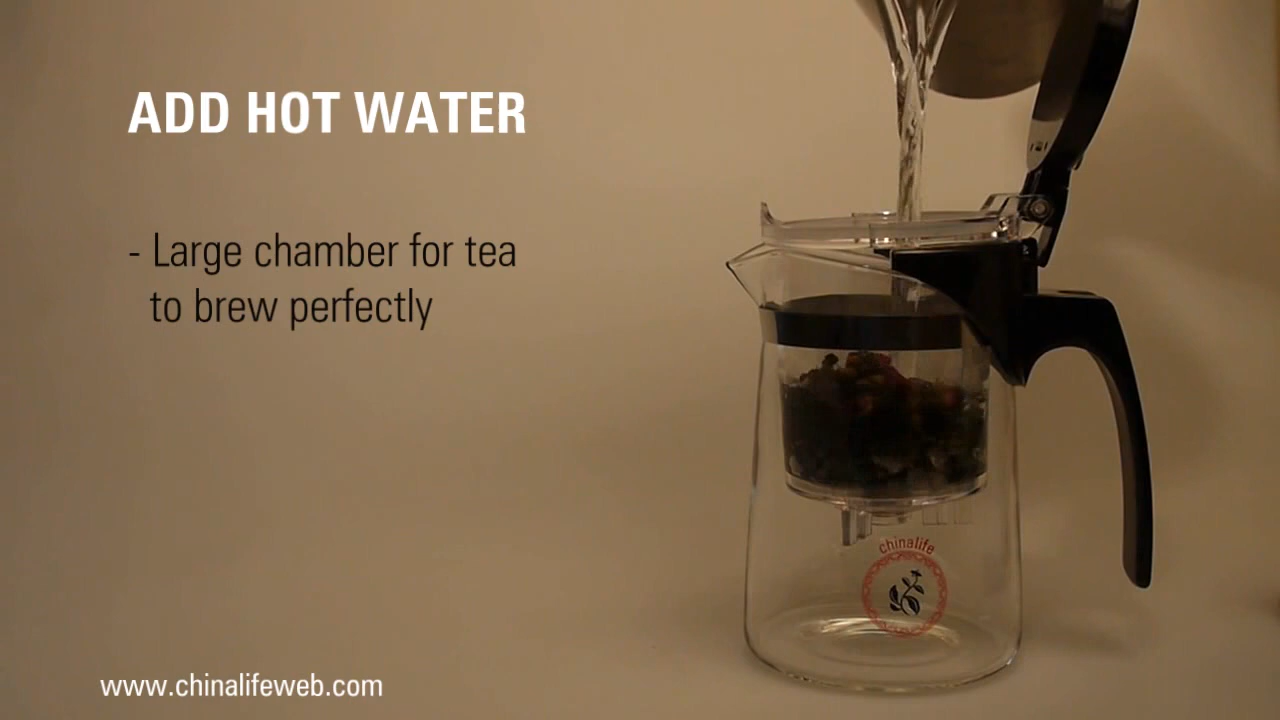 ADD HOT WATER
- Large chamber for tea
to brew perfectly
chinalife
www.chinalifeweb.com